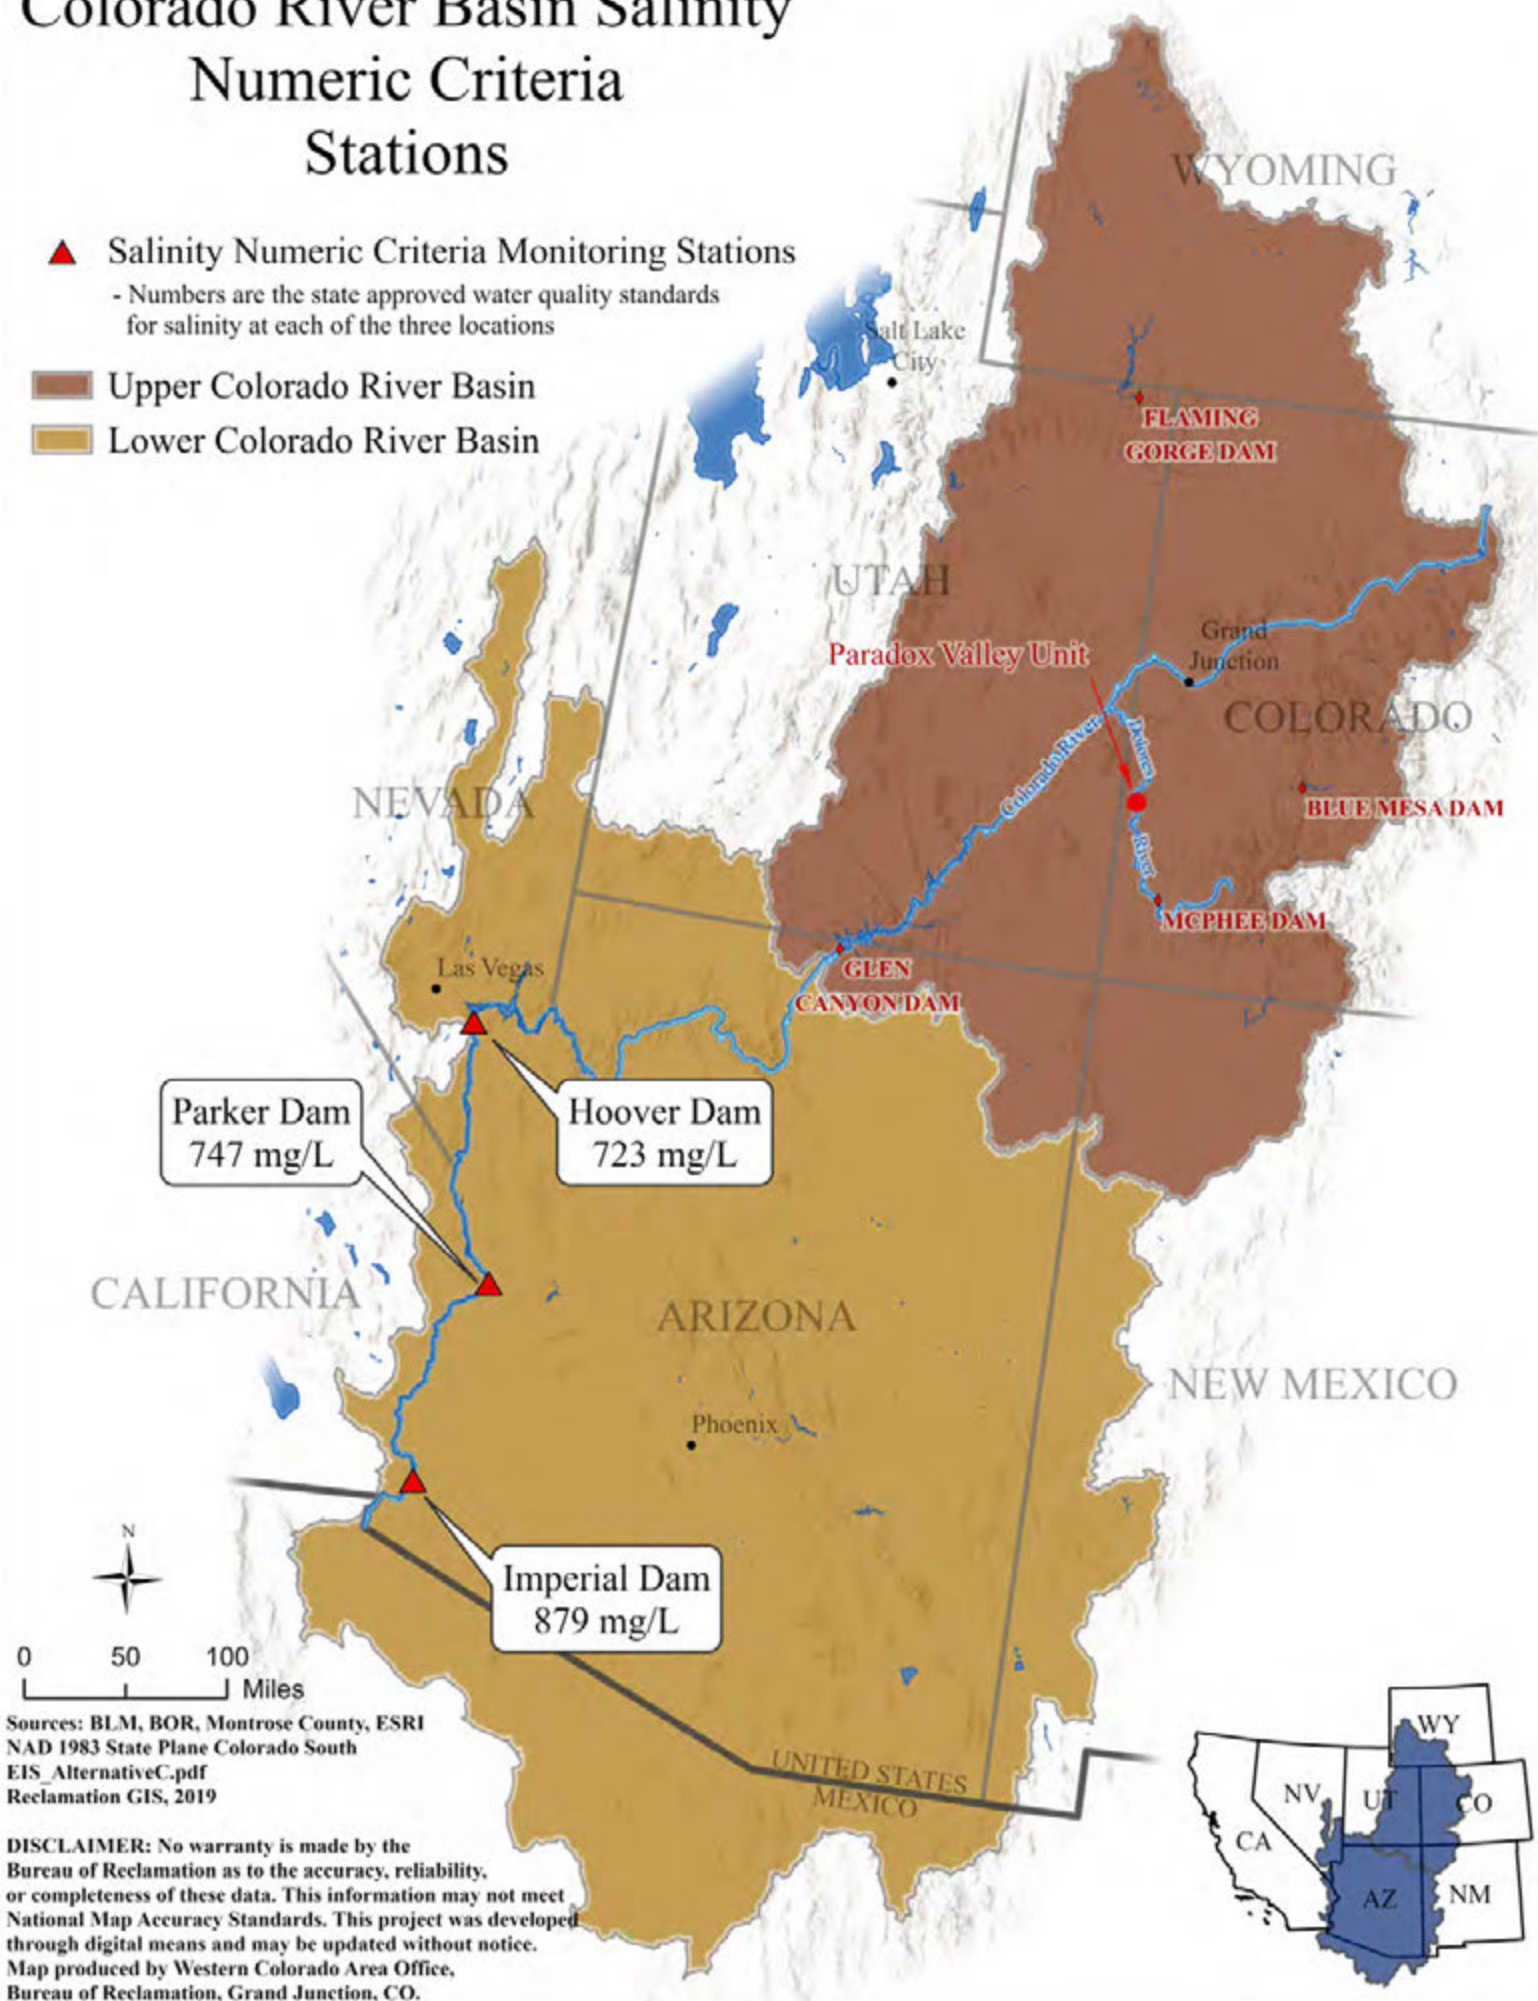 Colorado River Basin Salinity
Numeric Criteria
Stations
Salinity Numeric Criteria Monitoring Stations
- Numbers are the state approved water quality standards
for salinity at each of the three locations
Upper Colorado River Basin
Lower Colorado River Basin
WYOMING
Salt Lake
City
FLAMING
GORGE DAM
UTAH
Grand
Junction
Paradox Valley Unit
COLORADO
Colorado River
Dolores
River
NEVADA
BLUE MESA DAM
MCPHEE DAM
Las Vegas
GLEN
CANYON DAM
Parker Dam
747 mg/L
Hoover Dam
723 mg/L
CALIFORNIA
ARIZONA
NEW MEXICO
Phoenix
N
Imperial Dam
879 mg/L
0 50 100
Miles
UNITED STATES
MEXICO
Sources: BLM, BOR, Montrose County, ESRI
NAD 1983 State Plane Colorado South
EIS_AlternativeC.pdf
Reclamation GIS, 2019
DISCLAIMER: No warranty is made by the
Bureau of Reclamation as to the accuracy, reliability,
or completeness of these data. This information may not meet
National Map Accuracy Standards. This project was developed
through digital means and may be updated without notice.
Map produced by Western Colorado Area Office,
Bureau of Reclamation, Grand Junction, CO.
WY
NV
UT
CO
CA
AZ
NM